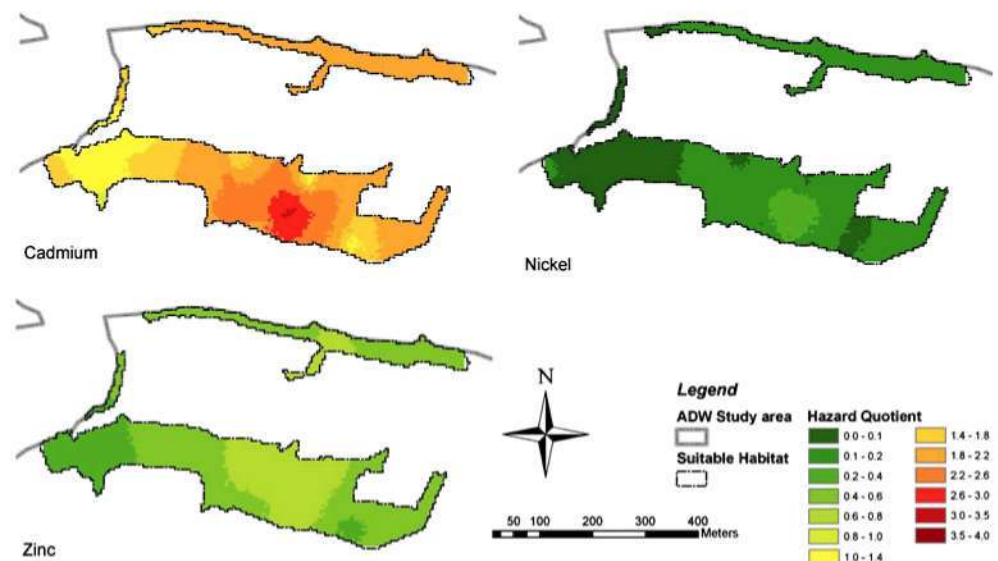 Cadmium
Nickel
Zinc
N
50 100 200 300 400
Meters
Legend
ADW Study area
Suitable Habitat
Hazard Quotient
0.0 - 0.1
0.1 - 0.2
0.2 - 0.4
0.4 - 0.6
0.6 - 0.8
0.8 - 1.0
1.0 - 1.4
1.4 - 1.8
1.8 - 2.2
2.2 - 2.6
2.6 - 3.0
3.0 - 3.5
3.5 - 4.0